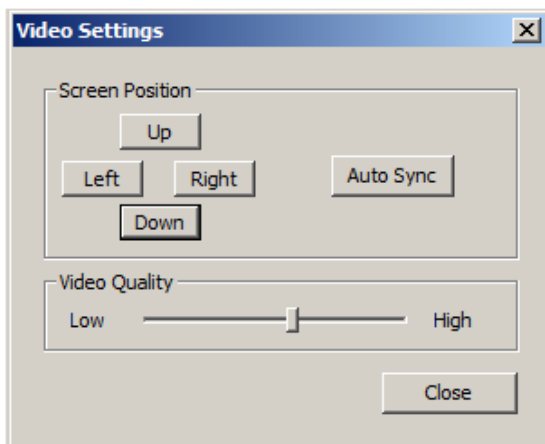 Video Settings
Screen Position
Up
Left Right Auto Sync
Down
Video Quality
Low High
Close